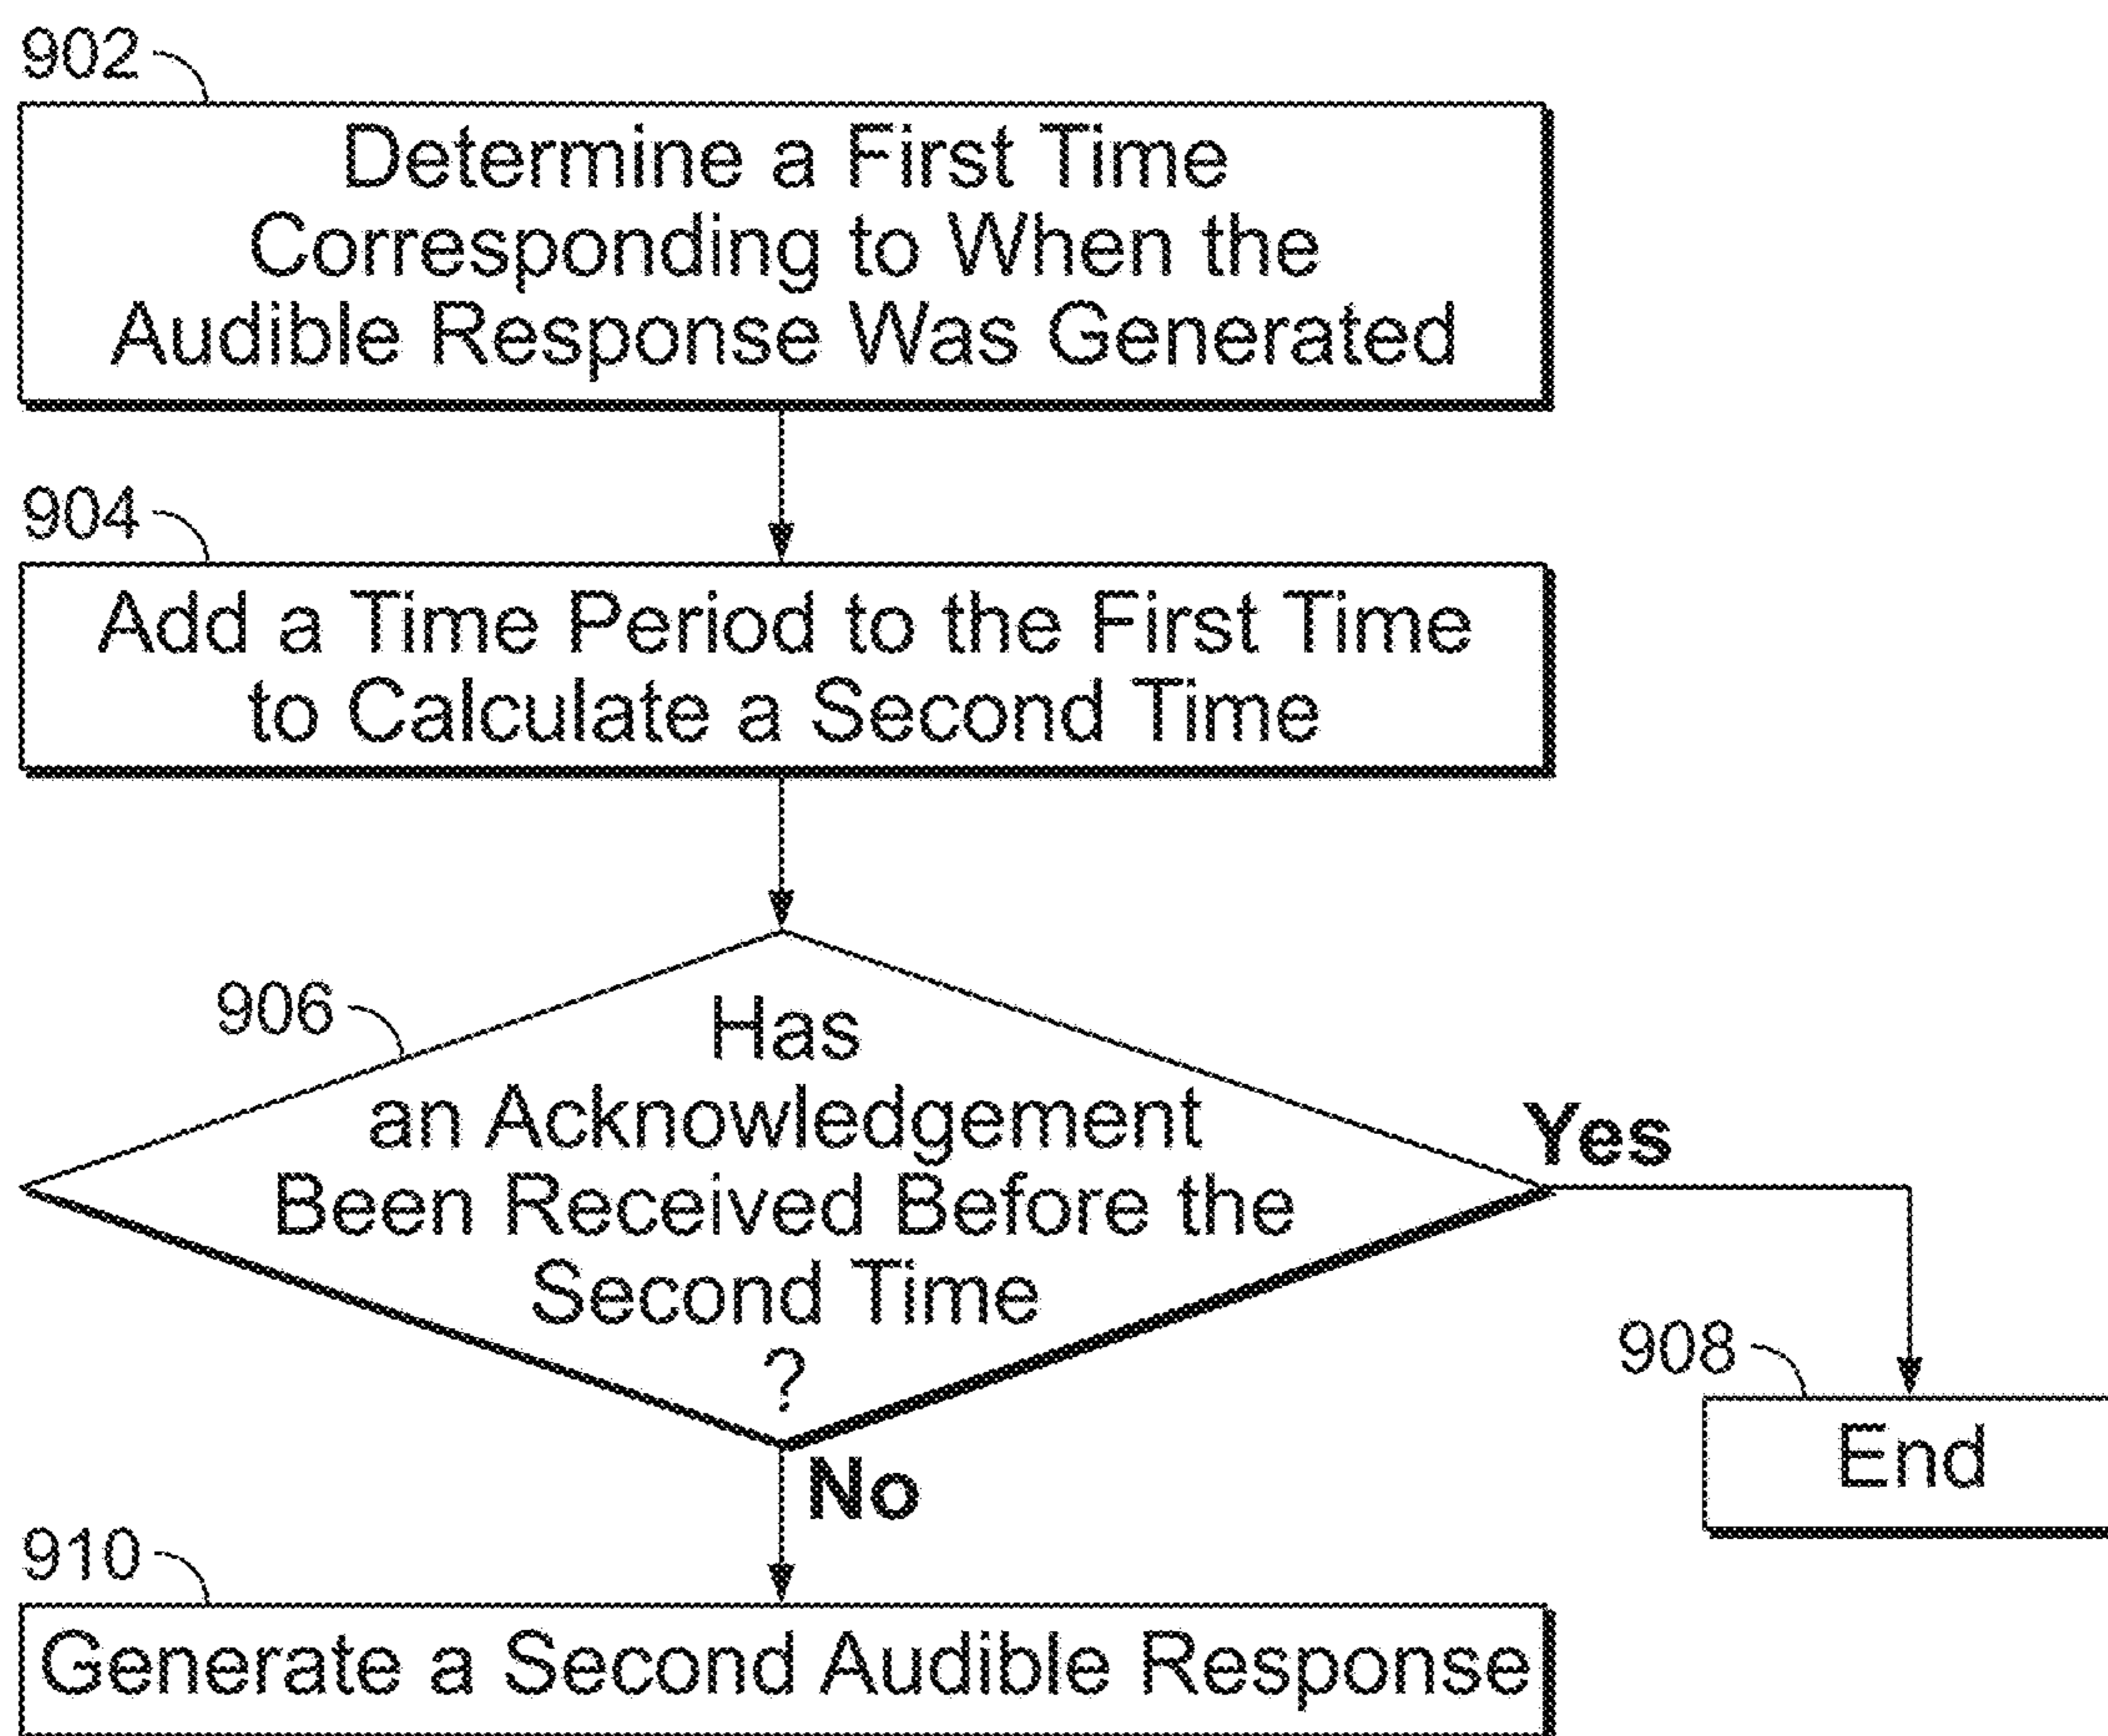 902
Determine a First Time
Corresponding to When the
Audible Response Was Generated
904
Add a Time Period to the First Time
to Calculate a Second Time
906
Has
an Acknowledgement
Been Received Before the
Second Time
?
Yes
908
End
No
910
Generate a Second Audible Response